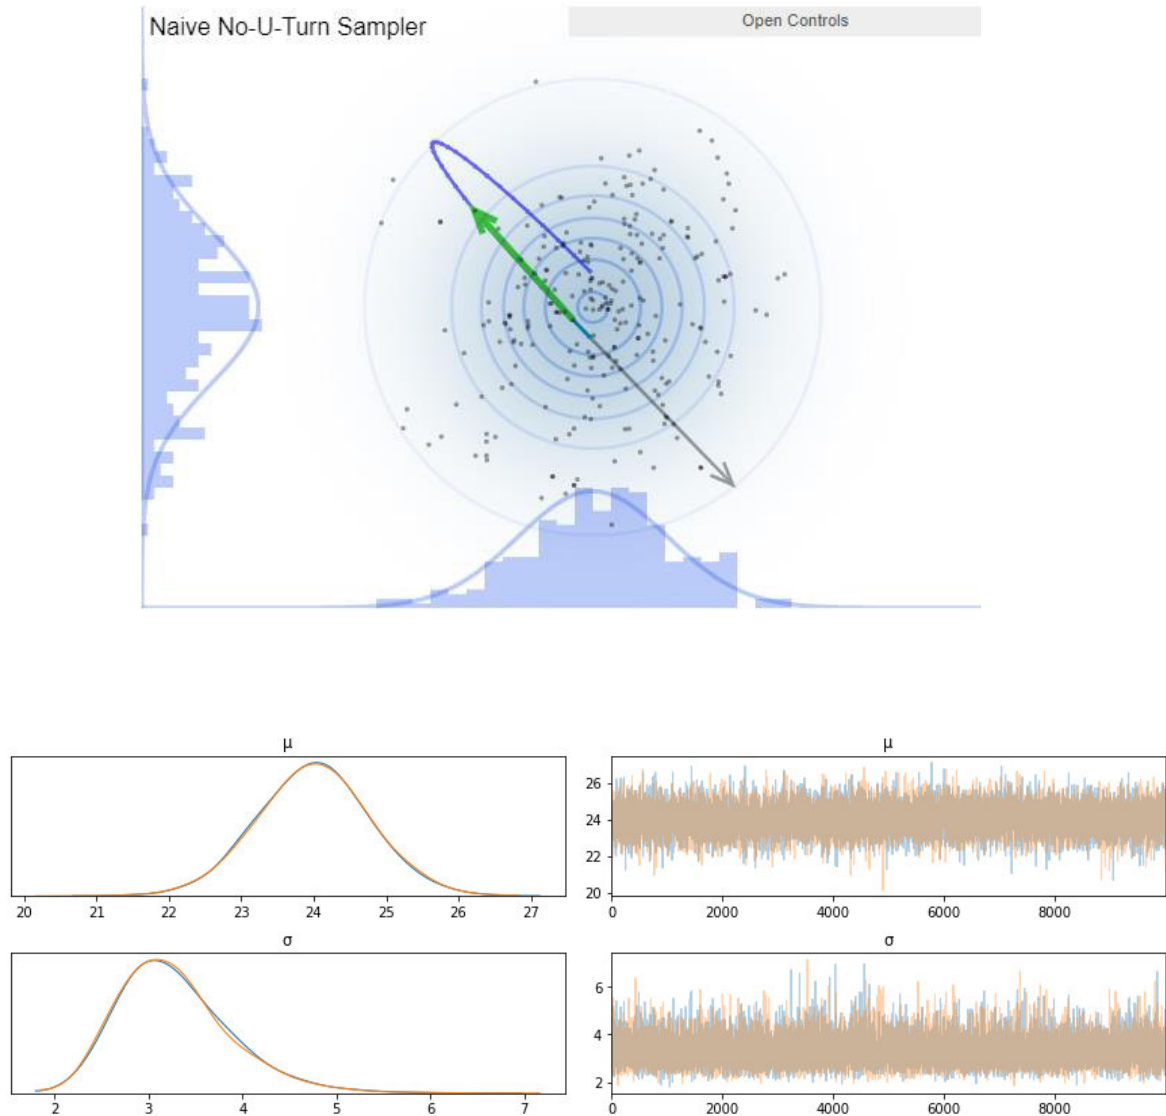 Naive No-U-Turn Sampler
Open Controls
μ
20 21 22 23 24 25 26 27
μ
26
24
22
20
0 2000 4000 6000 8000
σ
2 3 4 5 6 7
σ
6
4
2
0 2000 4000 6000 8000